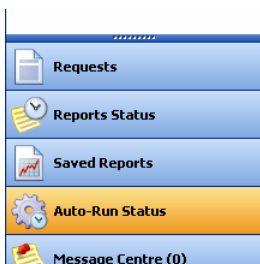 Requests
Reports Status
Saved Reports
Auto-Run Status
Message Centre (0)